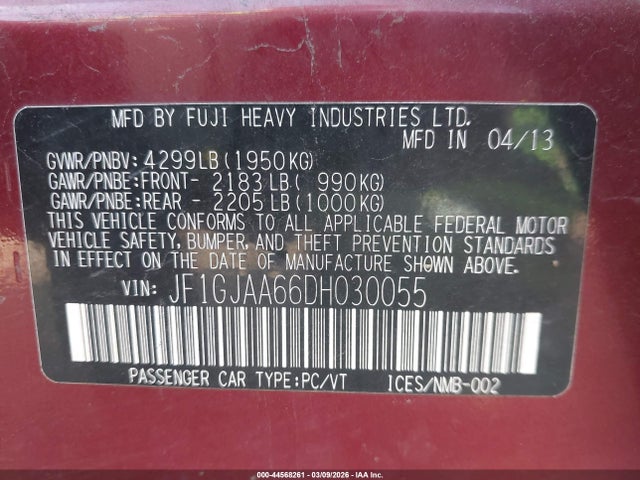 MFD BY FUJI HEAVY INDUSTRIES LTD.
MFD IN 04/13
GVWR/PNBV: 4299LB(1950KG)
GAWR/PNBE:FRONT- 2183LB( 990KG)
GAWR/PNBE:REAR - 2205LB(1000KG)
THIS VEHICLE CONFORMS TO ALL APPLICABLE FEDERAL MOTOR
VEHICLE SAFETY, BUMPER, AND THEFT PREVENTION STANDARDS
IN EFFECT ON THE DATE OF MANUFACTURE SHOWN ABOVE.
VIN: JF1GJAA66DH030055
PASSENGER CAR TYPE:PC/VT ICES/NMB-002
000-44568261 - 03/09/2026 - IAA Inc.